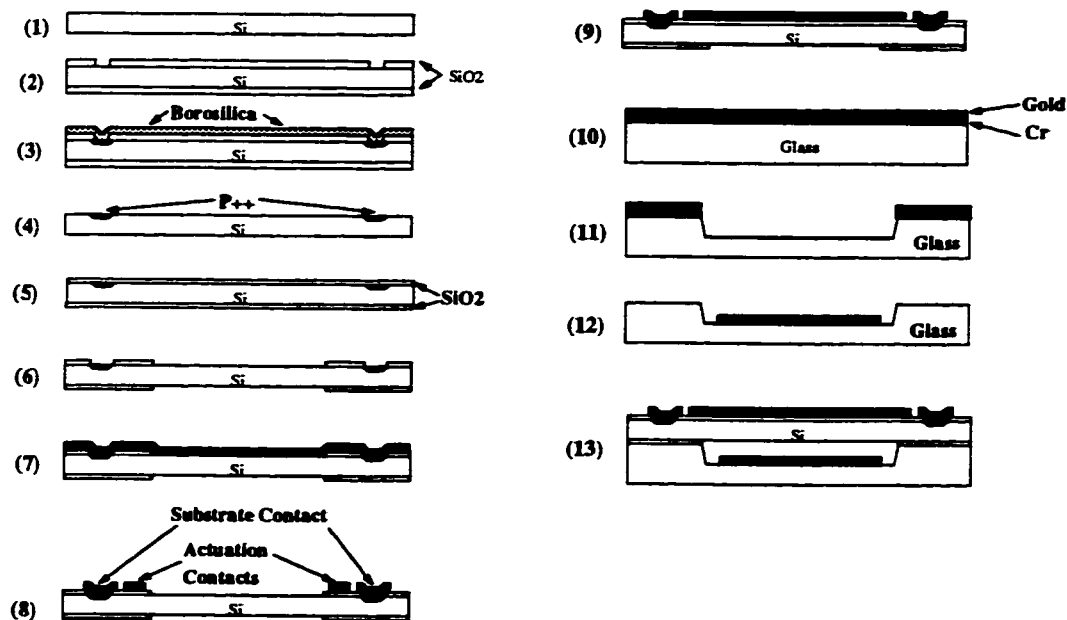 (1)
Si
(2)
Si
SiO2
Borosilica
(3)
Si
P++
(4)
Si
(5)
Si
SiO2
(6)
Si
(7)
Si
Substrate Contact
Actuation
Contacts
(8)
Si
(9)
Si
Gold
Cr
(10)
Glass
(11)
Glass
(12)
Glass
(13)
Si